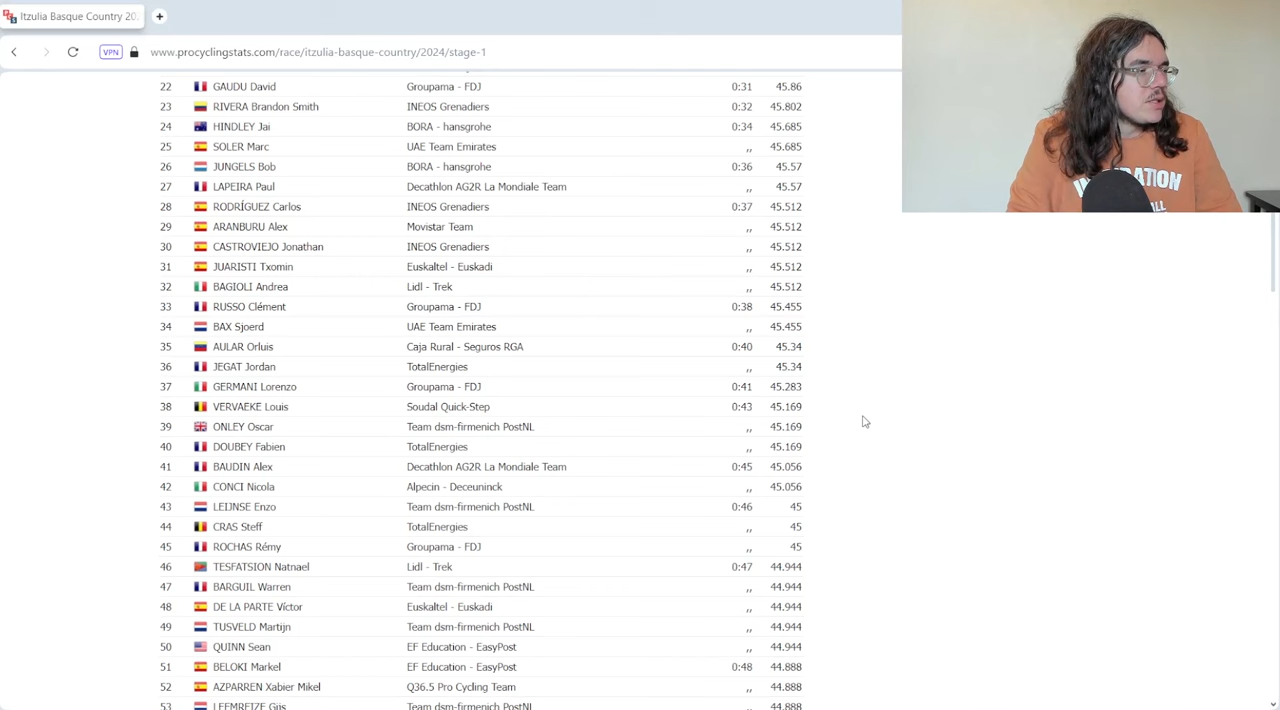 Itzulia Basque Country 20
VPN www.procyclingstats.com/race/itzulia-basque-country/2024/stage-1
22 GAUDU David Groupama - FDJ 0:31 45.86
23 RIVERA Brandon Smith INEOS Grenadiers 0:32 45.802
24 HINDLEY Jai BORA - hansgrohe 0:34 45.685
25 SOLER Marc UAE Team Emirates ,, 45.685
26 JUNGELS Bob BORA - hansgrohe 0:36 45.57
27 LAPEIRA Paul Decathlon AG2R La Mondiale Team ,, 45.57
28 RODRÍGUEZ Carlos INEOS Grenadiers 0:37 45.512
29 ARANBURU Alex Movistar Team ,, 45.512
30 CASTROVIEJO Jonathan INEOS Grenadiers ,, 45.512
31 JUARISTI Txomin Euskaltel - Euskadi ,, 45.512
32 BAGIOLI Andrea Lidl - Trek ,, 45.512
33 RUSSO Clément Groupama - FDJ 0:38 45.455
34 BAX Sjoerd UAE Team Emirates ,, 45.455
35 AULAR Orluis Caja Rural - Seguros RGA 0:40 45.34
36 JEGAT Jordan TotalEnergies ,, 45.34
37 GERMANI Lorenzo Groupama - FDJ 0:41 45.283
38 VERVAEKE Louis Soudal Quick-Step 0:43 45.169
39 ONLEY Oscar Team dsm-firmenich PostNL ,, 45.169
40 DOUBEY Fabien TotalEnergies ,, 45.169
41 BAUDIN Alex Decathlon AG2R La Mondiale Team 0:45 45.056
42 CONCI Nicola Alpecin - Deceuninck ,, 45.056
43 LEIJNSE Enzo Team dsm-firmenich PostNL 0:46 45
44 CRAS Steff TotalEnergies ,, 45
45 ROCHAS Rémy Groupama - FDJ ,, 45
46 TESFATSION Natnael Lidl - Trek 0:47 44.944
47 BARGUIL Warren Team dsm-firmenich PostNL ,, 44.944
48 DE LA PARTE Víctor Euskaltel - Euskadi ,, 44.944
49 TUSVELD Martijn Team dsm-firmenich PostNL ,, 44.944
50 QUINN Sean EF Education - EasyPost ,, 44.944
51 BELOKI Markel EF Education - EasyPost 0:48 44.888
52 AZPARREN Xabier Mikel Q36.5 Pro Cycling Team ,, 44.888
53 LEEMREIZE Gijs Team dsm-firmenich PostNL ,, 44.888